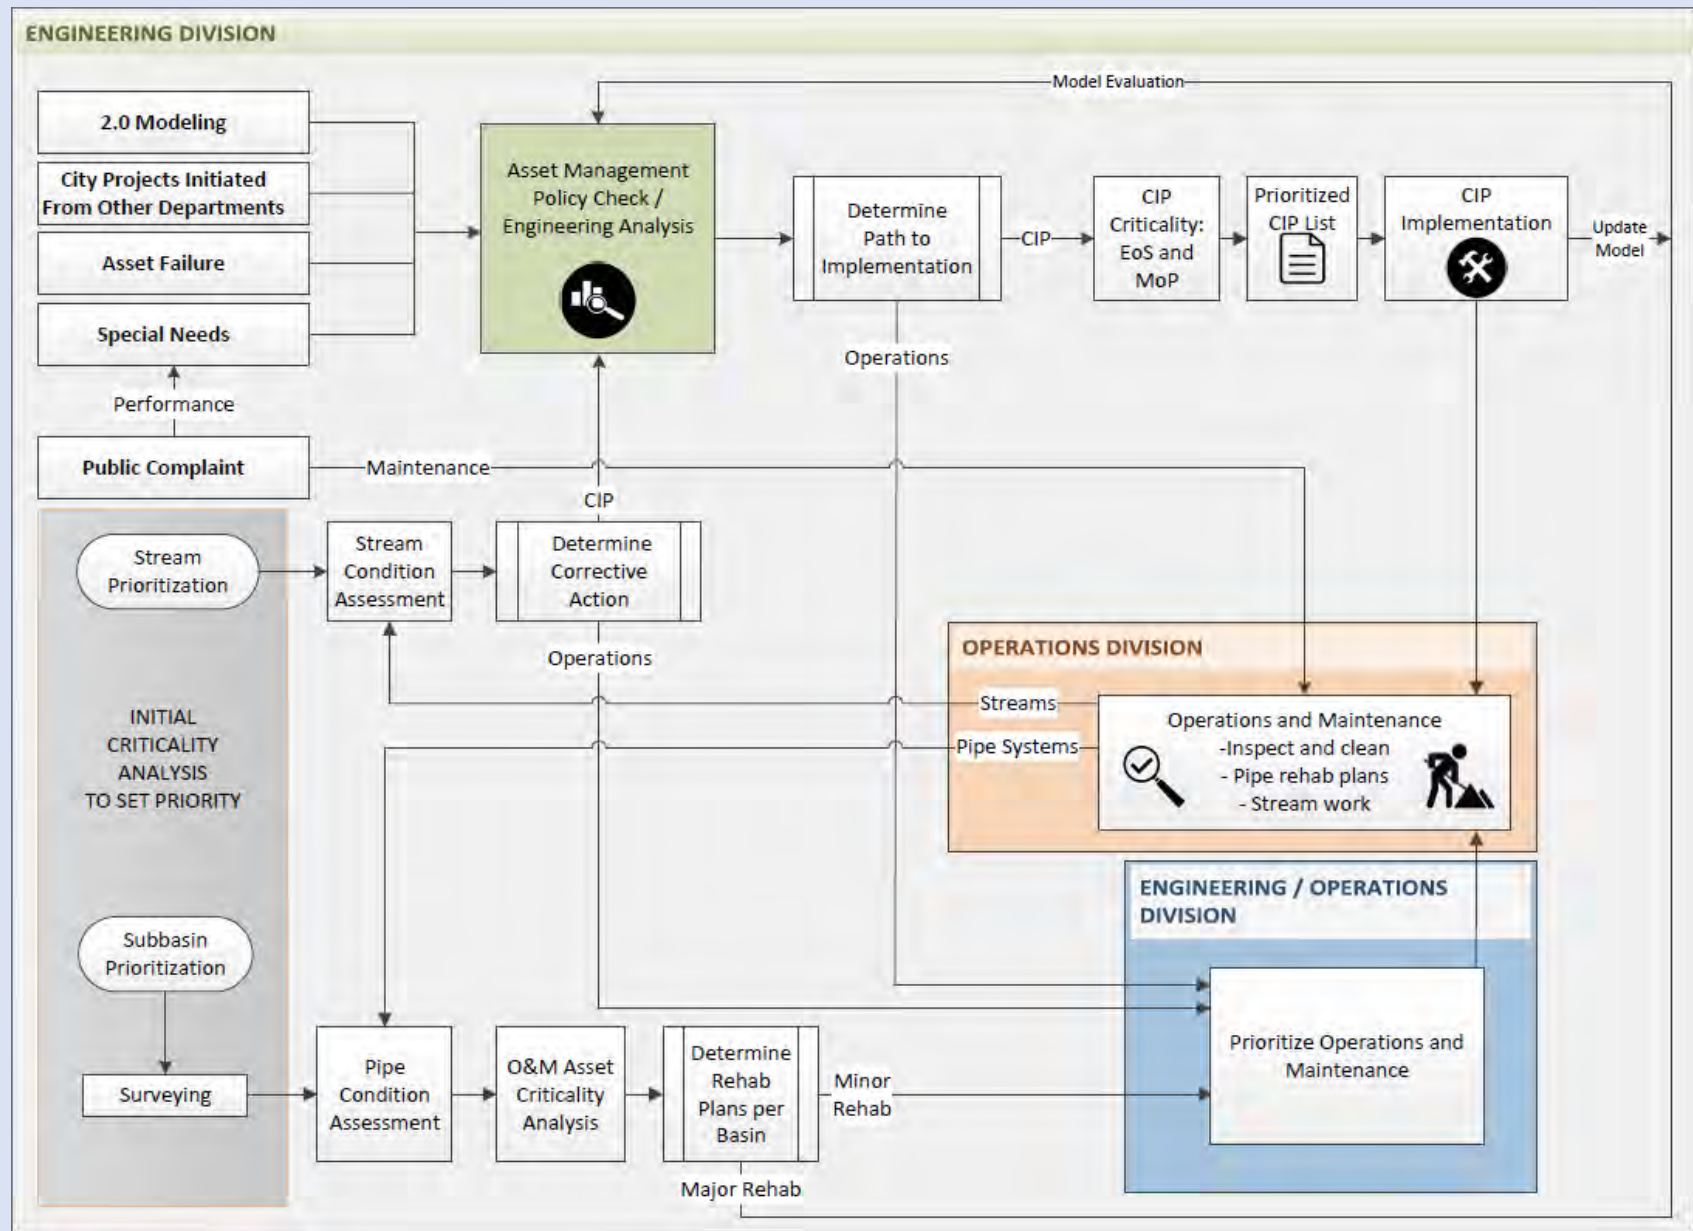 ENGINEERING DIVISION
Model Evaluation
2.0 Modeling
City Projects Initiated
From Other Departments
Asset Failure
Special Needs
Performance
Public Complaint
Maintenance
Asset Management
Policy Check /
Engineering Analysis
Determine
Path to
Implementation
CIP
CIP
Criticality:
EoS and
MoP
Prioritized
CIP List
CIP
Implementation
Update
Model
Operations
CIP
Stream
Prioritization
Stream
Condition
Assessment
Determine
Corrective
Action
Operations
INITIAL
CRITICALITY
ANALYSIS
TO SET PRIORITY
OPERATIONS DIVISION
Streams
Pipe Systems
Operations and Maintenance
-Inspect and clean
- Pipe rehab plans
- Stream work
ENGINEERING / OPERATIONS
DIVISION
Prioritize Operations and
Maintenance
Subbasin
Prioritization
Surveying
Pipe
Condition
Assessment
O&M Asset
Criticality
Analysis
Determine
Rehab
Plans per
Basin
Minor
Rehab
Major Rehab